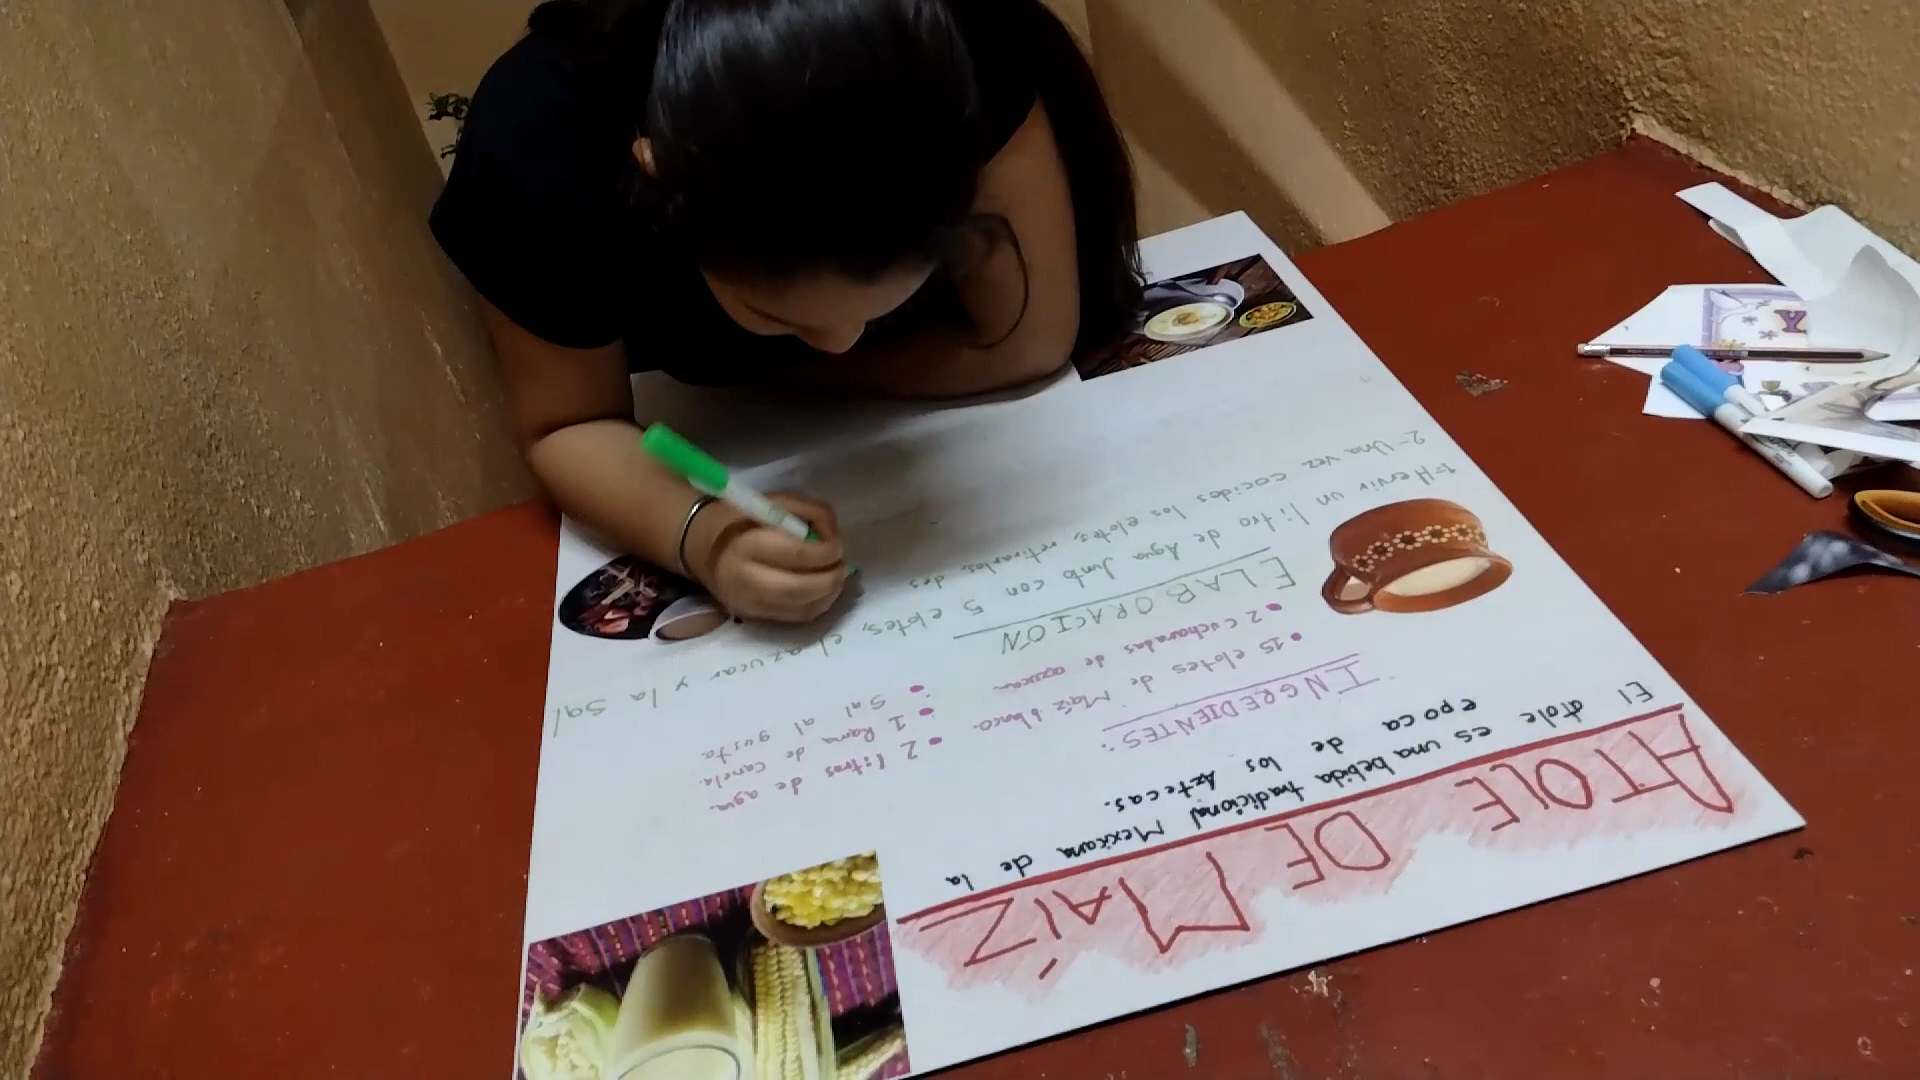 ATOLE DE MAÍZ
El atole es una bebida tradicional Mexicana de la
epoca de los Aztecas.
INGREDIENTES:
• 15 elotes de Maíz blanco.
• 2 cucharadas de azucar
• 2 litros de agua.
• 1 Rama de canela.
• Sal al gusto
ELABORACIÓN
1-Hervir un litro de Agua Junto con 5 elotes, el azucar y la Sal
2-Una vez cocidos los elotes, retirarlos, des
Y